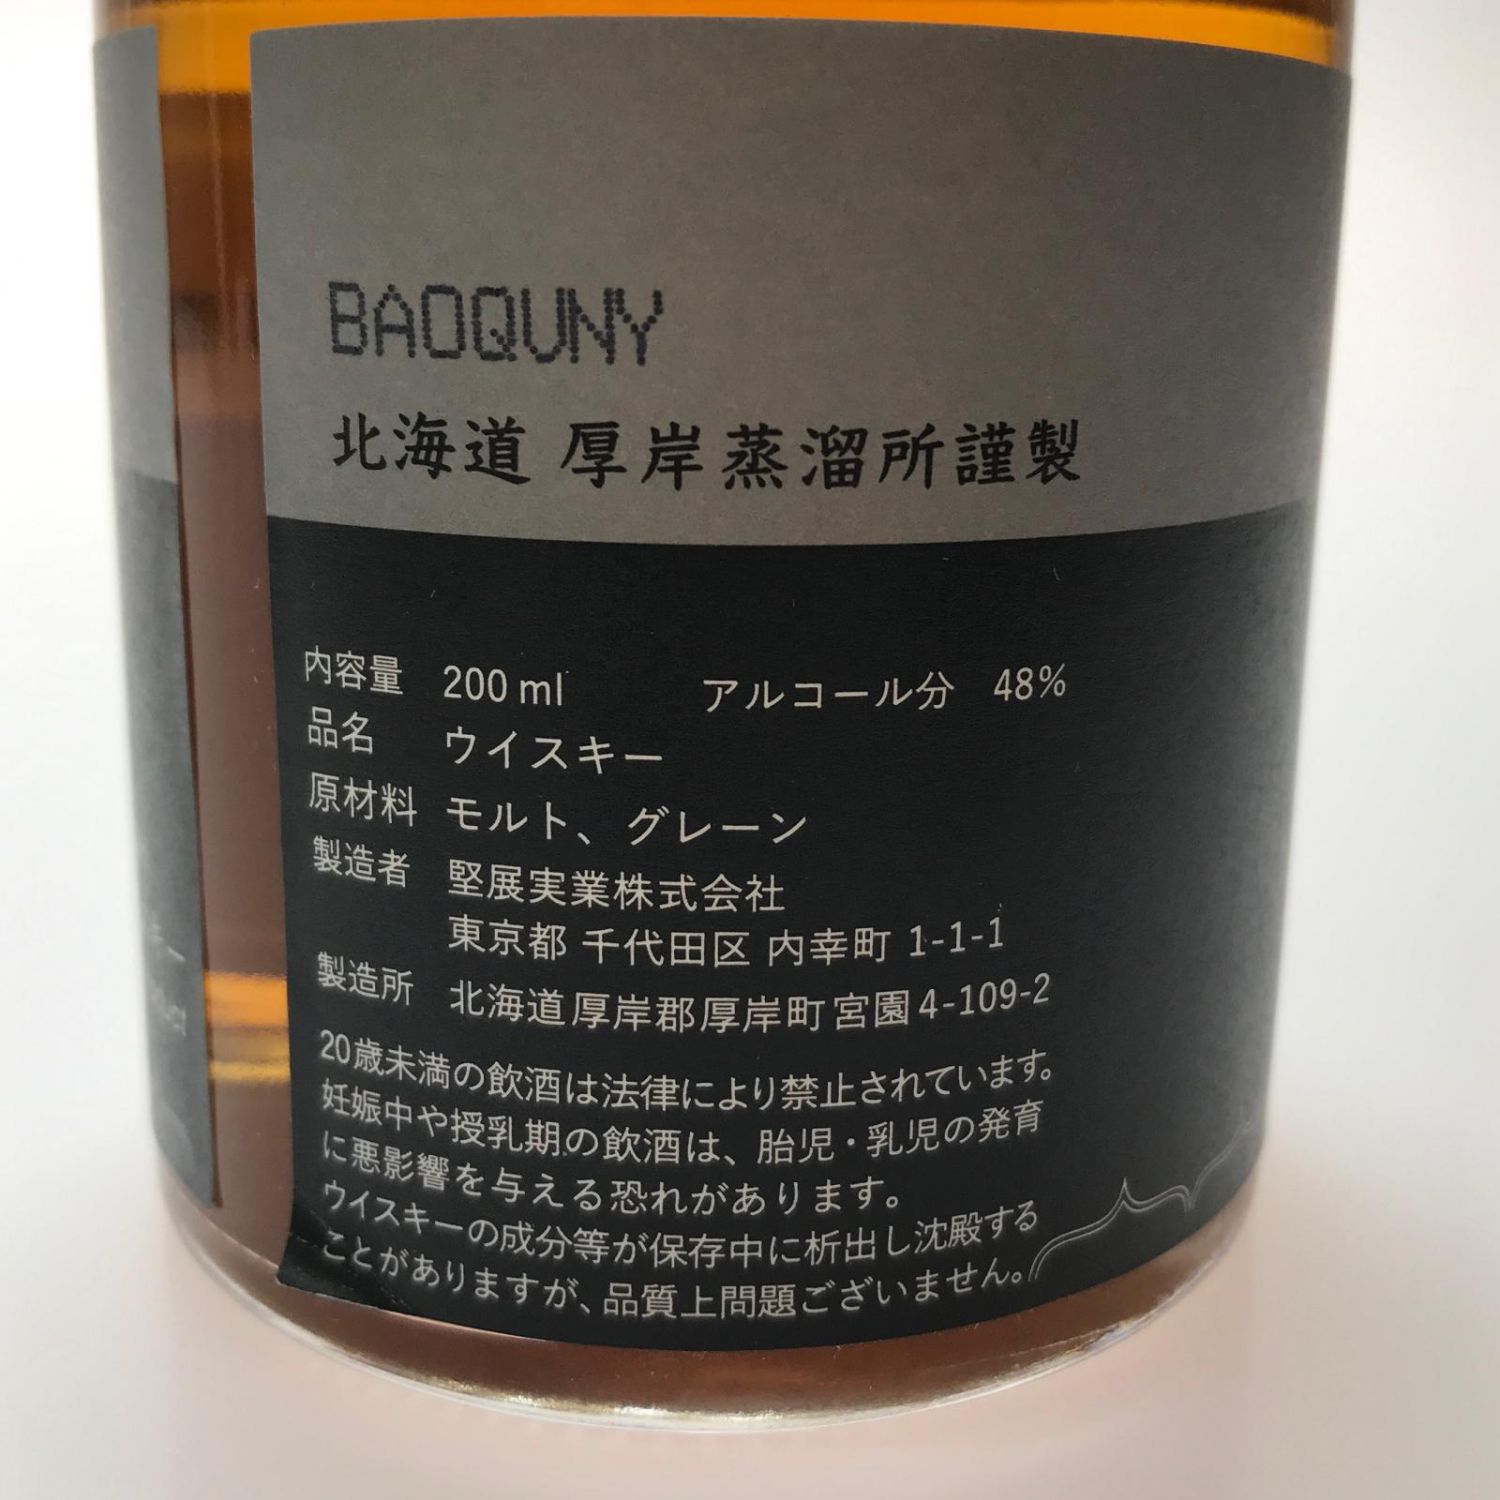 BAOQUNY
北海道 厚岸蒸溜所謹製
内容量 200ml アルコール分 48%
品名 ウイスキー
原材料 モルト、グレーン
製造者 堅展実業株式会社
東京都 千代田区 内幸町 1-1-1
製造所 北海道厚岸郡厚岸町宮園4-109-2
20歳未満の飲酒は法律により禁止されています。
妊娠中や授乳期の飲酒は、胎児・乳児の発育
に悪影響を与える恐れがあります。
ウイスキーの成分等が保存中に析出し沈殿する
ことがありますが、品質上問題ございません。